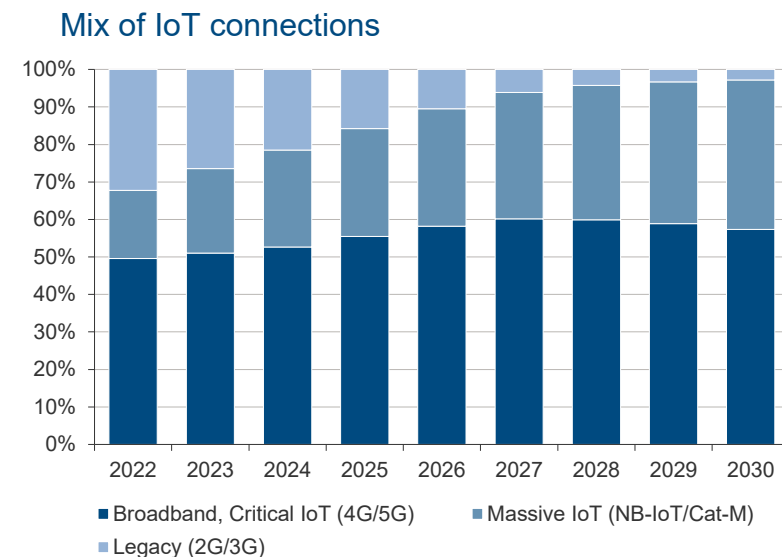 Mix of IoT connections
100%
90%
80%
70%
60%
50%
40%
30%
20%
10%
0%
2022 2023 2024 2025 2026 2027 2028 2029 2030
Broadband, Critical IoT (4G/5G) Massive IoT (NB-IoT/Cat-M)
Legacy (2G/3G)